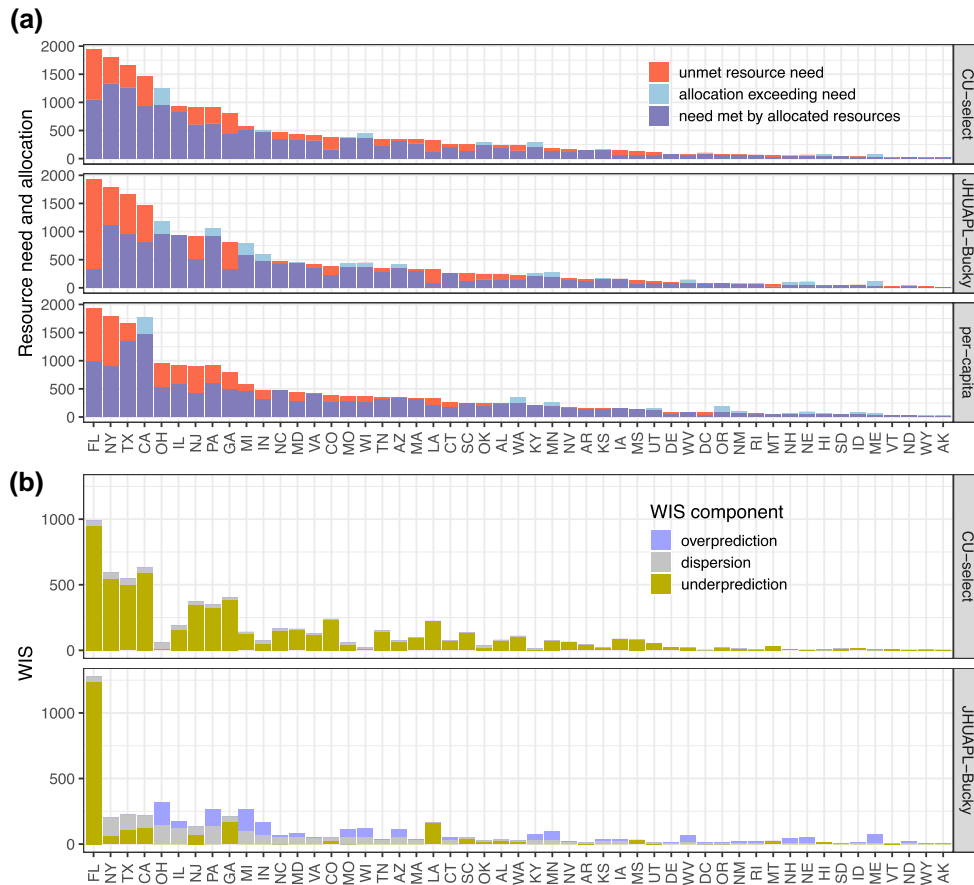 (a)
Resource need and allocation
2000
1500
1000
500
0
unmet resource need
allocation exceeding need
need met by allocated resources
CU−select
2000
1500
1000
500
0
JHUAPL−Bucky
2000
1500
1000
500
0
per−capita
FL NY TX CA OH IL NJ PA GA MI IN NC MD VA CO MO WI TN AZ MA LA CT SC OK AL WA KY MN NV AR KS IA MS UT DE WV DC OR NM RI MT NH NE HI SD ID ME VT ND WY AK
(b)
WIS
1000
500
0
WIS component
overprediction
dispersion
underprediction
CU−select
1000
500
0
JHUAPL−Bucky
FL NY TX CA OH IL NJ PA GA MI IN NC MD VA CO MO WI TN AZ MA LA CT SC OK AL WA KY MN NV AR KS IA MS UT DE WV DC OR NM RI MT NH NE HI SD ID ME VT ND WY AK